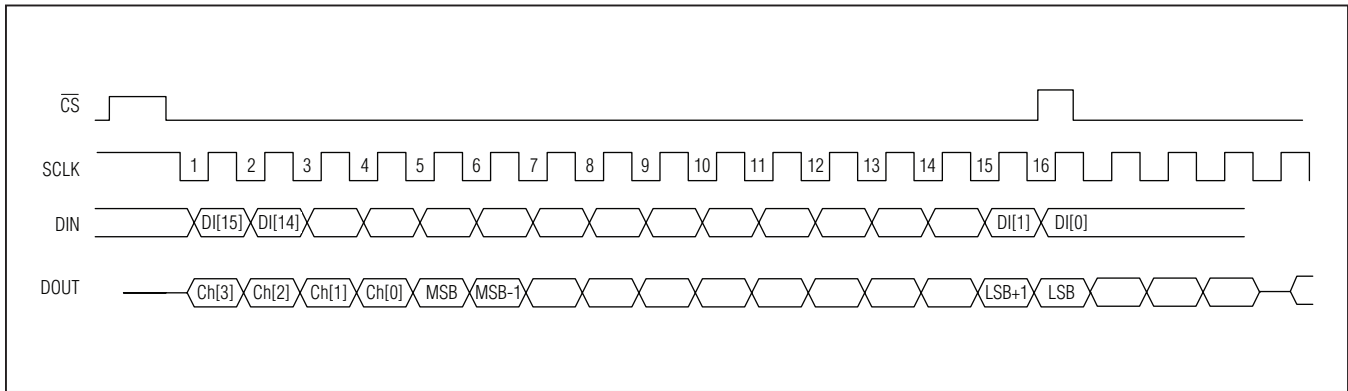 C̅S̅
SCLK 1 2 3 4 5 6 7 8 9 10 11 12 13 14 15 16
DIN DI[15] DI[14] DI[1] DI[0]
DOUT Ch[3] Ch[2] Ch[1] Ch[0] MSB MSB-1 LSB+1 LSB